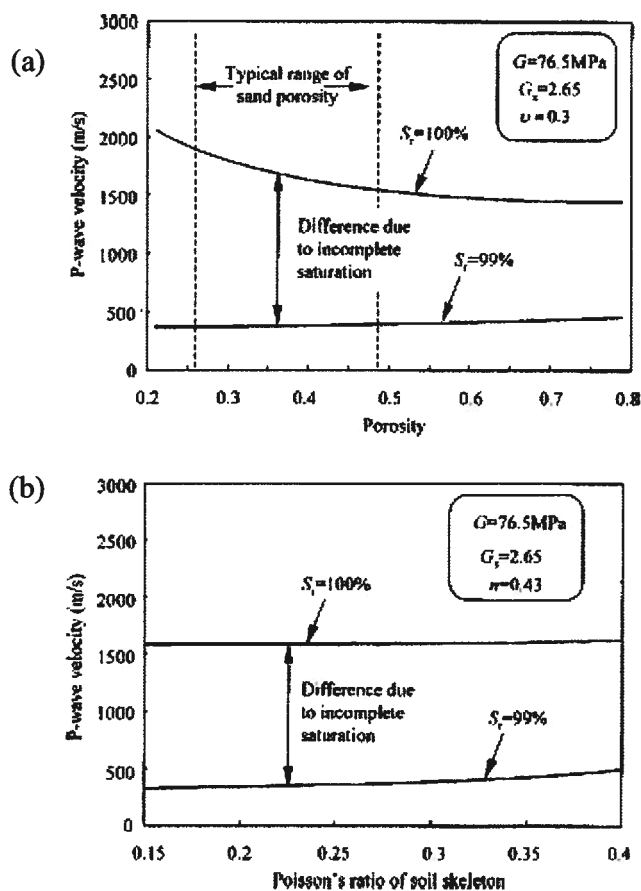 (a)
3000
2500
2000
1500
1000
500
0
P-wave velocity (m/s)
Typical range of
sand porosity
G=76.5MPa
Gs=2.65
υ=0.3
Sr=100%
Difference due
to incomplete
saturation
Sr=99%
0.2 0.3 0.4 0.5 0.6 0.7 0.8
Porosity
(b)
3000
2500
2000
1500
1000
500
0
P-wave velocity (m/s)
G=76.5MPa
Gs=2.65
n=0.43
Sr=100%
Difference due
to incomplete
saturation
Sr=99%
0.15 0.2 0.25 0.3 0.35 0.4
Poisson's ratio of soil skeleton